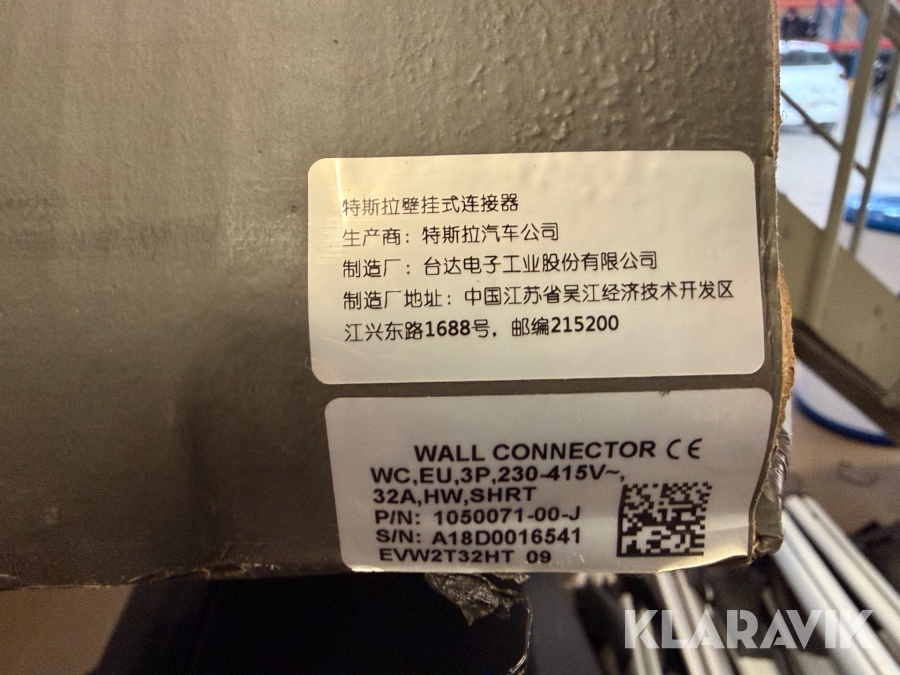 特斯拉壁挂式连接器
生产商：特斯拉汽车公司
制造厂：台达电子工业股份有限公司
制造厂地址：中国江苏省吴江经济技术开发区
江兴东路1688号，邮编215200
WALL CONNECTOR CE
WC,EU,3P,230-415V~,
32A,HW,SHRT
P/N: 1050071-00-J
S/N: A18D0016541
EVW2T32HT 09
KLARAVIK